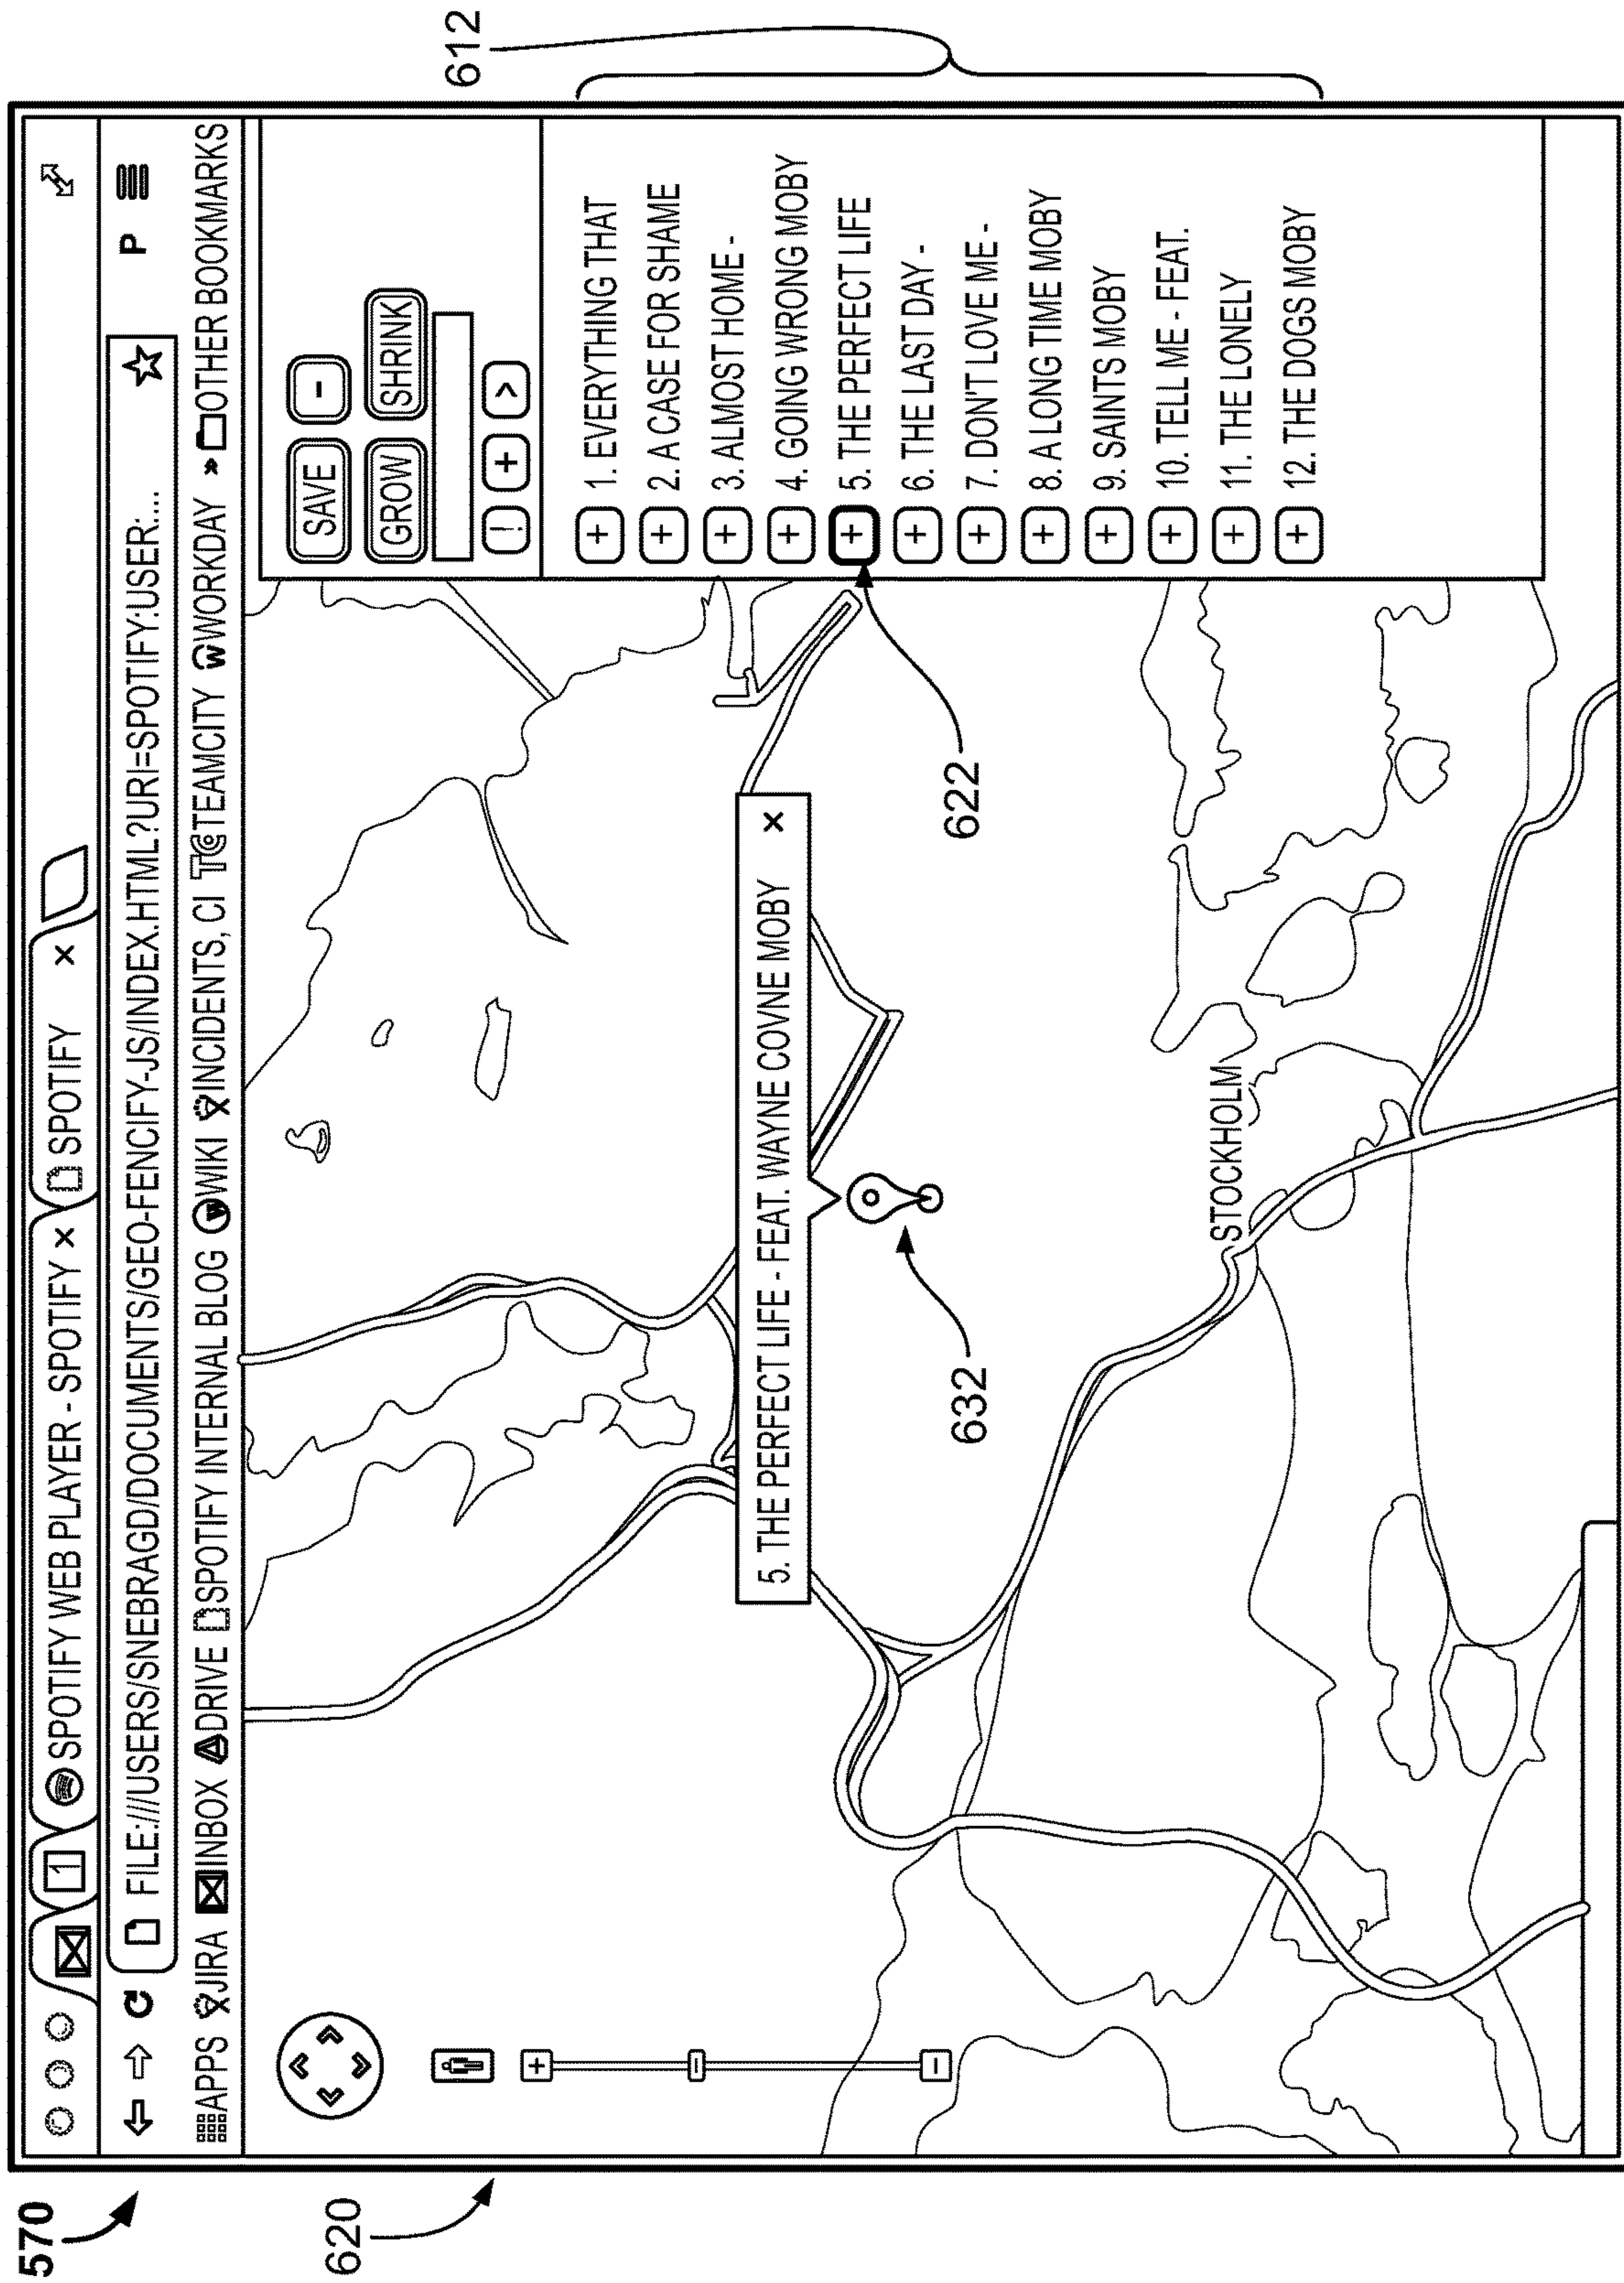 570
620
612
1 SPOTIFY WEB PLAYER - SPOTIFY × SPOTIFY ×
FILE:///USERS/SNEBRAGD/DOCUMENTS/GEO-FENCIFY-JS/INDEX.HTML?URI=SPOTIFY:USER:... P
APPS JIRA INBOX DRIVE SPOTIFY INTERNAL BLOG W WIKI INCIDENTS, CI T@TEAMCITY WORKDAY » OTHER BOOKMARKS
SAVE -
GROW SHRINK
! + >
+ 1. EVERYTHING THAT
+ 2. A CASE FOR SHAME
+ 3. ALMOST HOME -
+ 4. GOING WRONG MOBY
+ 5. THE PERFECT LIFE
+ 6. THE LAST DAY -
+ 7. DON'T LOVE ME -
+ 8. A LONG TIME MOBY
+ 9. SAINTS MOBY
+ 10. TELL ME - FEAT.
+ 11. THE LONELY
+ 12. THE DOGS MOBY
+
-
5. THE PERFECT LIFE - FEAT. WAYNE COVNE MOBY ×
622
632
STOCKHOLM